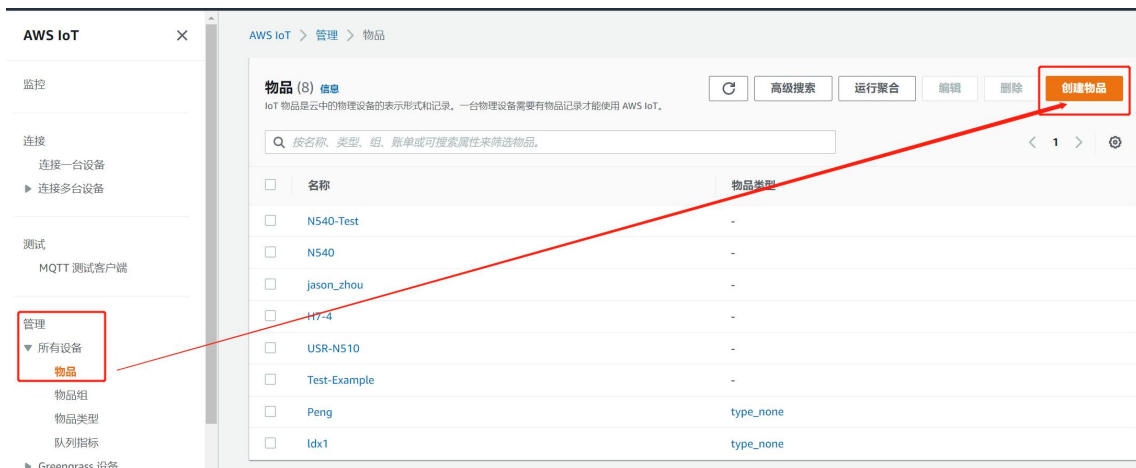 AWS IoT
监控
连接
连接一台设备
连接多台设备
测试
MQTT 测试客户端
管理
所有设备
物品
物品组
物品类型
队列指标
Greengrass 设备
AWS IoT > 管理 > 物品
物品 (8) 信息
IoT 物品是云中的物理设备的表示形式和记录。一台物理设备需要有物品记录才能使用 AWS IoT。
高级搜索 运行聚合 编辑 删除 创建物品
按名称、类型、组、账单或可搜索属性来筛选物品。
1
名称 物品类型
N540-Test -
N540 -
jason_zhou -
H7-4 -
USR-N510 -
Test-Example -
Peng type_none
ldx1 type_none